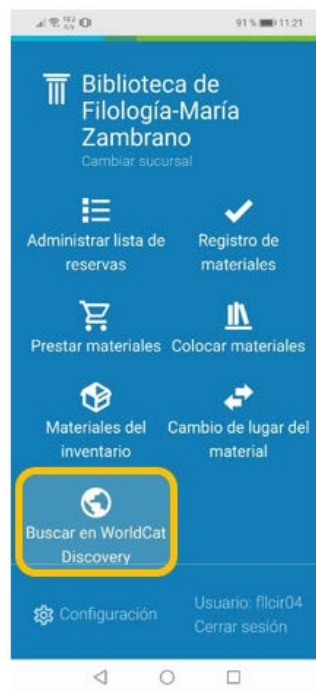 91 % 11:21
Biblioteca de
Filología-María
Zambrano
Cambiar sucursal
Administrar lista de
reservas
Registro de
materiales
Prestar materiales
Colocar materiales
Materiales del
inventario
Cambio de lugar del
material
Buscar en WorldCat
Discovery
Configuración
Usuario: fllcir04
Cerrar sesión